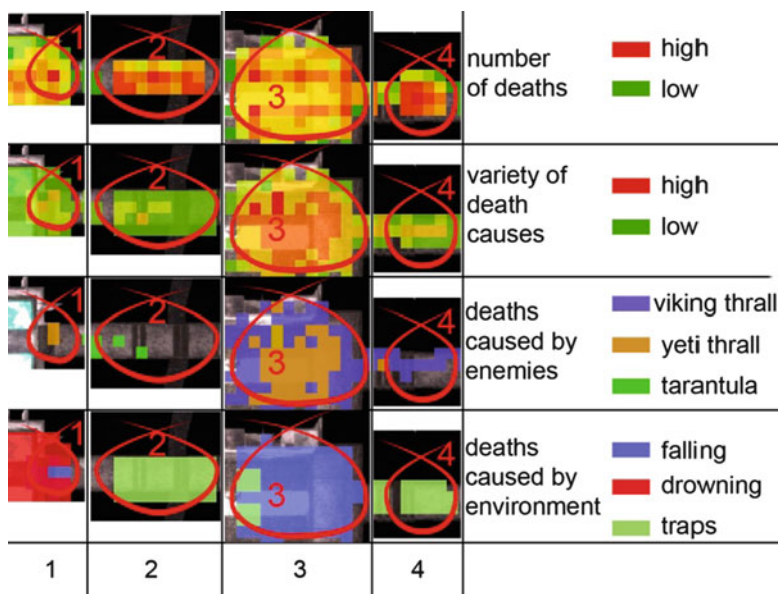 1 2 3 4 number of deaths high
low
1 2 3 4 variety of death causes high
low
1 2 3 4 deaths caused by enemies viking thrall
yeti thrall
tarantula
1 2 3 4 deaths caused by environment falling
drowning
traps
1 2 3 4